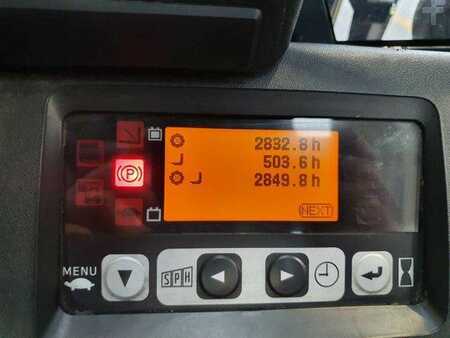 2832.8 h
503.6 h
2849.8 h
(NEXT)
P
MENU
SPH